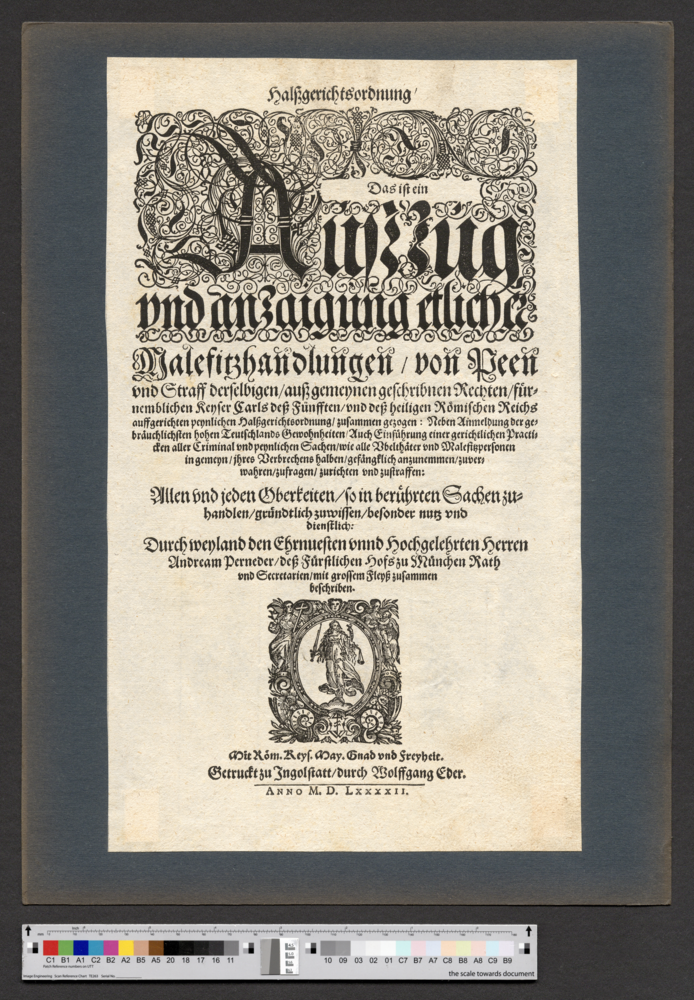 Halßgerichtsordnung/
Das ist ein
Außzug
vnd anzaigung etlicher
Malefitzhandlungen / von Peen
vnd Straff derselbigen/auß gemeynen geschribnen Rechten/für-
nemblichen Keyser Carls deß Fünfften/vnd deß heiligen Römischen Reichs
auffgerichten peynlichen Halßgerichtsordnung/ zusammen gezogen: Neben Anmeldung der ge-
bräuchlichsten hohen Teutschlands Gewohnheiten/Auch Einführung einer gerichtlichen Practi-
cken aller Criminal vnd peynlichen Sachen/wie alle Vbelthäter vnd Malefitzpersonen
in gemeyn/jhres Verbrechens halben/gefängklich anzunemmen/zuver-
wahren/zufragen/ zurichten vnd zustraffen:
Allen vnd jeden Oberkeiten/so in berührten Sachen zu-
handlen/gründtlich zuwissen/besonder nutz vnd
dienstlich:
Durch weyland den Ehrnuesten vnnd Hochgelehrten Herren
Andream Perneder/deß Fürstlichen Hofs zu München Rath
vnd Secretarien/mit grossem Fleyß zusammen
beschriben.
Mit Röm. Keys. May. Gnad vnd Freyheit.
Getruckt zu Ingolstatt/durch Wolffgang Eder.
ANNO M. D. LXXXXII.
C1 B1 A1 C2 B2 A2 B5 A5 20 18 17 16 11 10 09 03 02 01 C7 B7 A7 C8 B8 A8 C9 B9
the scale towards document